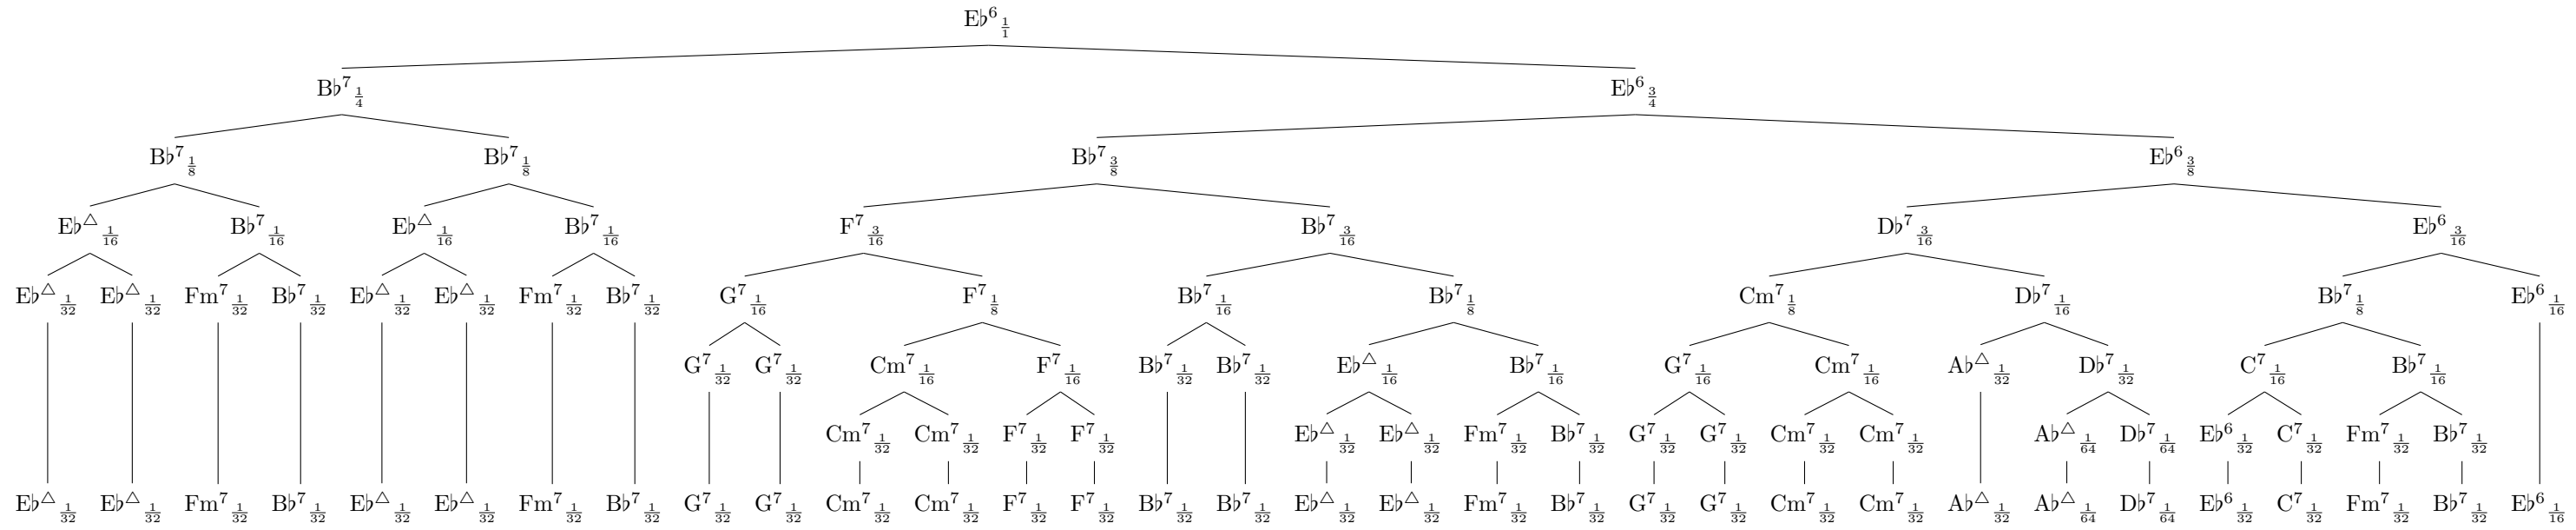 E♭⁶ 1/1
B♭⁷ 1/4 E♭⁶ 3/4
B♭⁷ 1/8 B♭⁷ 1/8 B♭⁷ 3/8 E♭⁶ 3/8
E♭△ 1/16 B♭⁷ 1/16 E♭△ 1/16 B♭⁷ 1/16 F⁷ 3/16 B♭⁷ 3/16 D♭⁷ 3/16 E♭⁶ 3/16
E♭△ 1/32 E♭△ 1/32 Fm⁷ 1/32 B♭⁷ 1/32 E♭△ 1/32 E♭△ 1/32 Fm⁷ 1/32 B♭⁷ 1/32 G⁷ 1/16 F⁷ 1/8 B♭⁷ 1/16 B♭⁷ 1/8 Cm⁷ 1/8 D♭⁷ 1/16 B♭⁷ 1/8 E♭⁶ 1/16
G⁷ 1/32 G⁷ 1/32 Cm⁷ 1/16 F⁷ 1/16 B♭⁷ 1/32 B♭⁷ 1/32 E♭△ 1/16 B♭⁷ 1/16 G⁷ 1/16 Cm⁷ 1/16 A♭△ 1/32 D♭⁷ 1/32 C⁷ 1/16 B♭⁷ 1/16
Cm⁷ 1/32 Cm⁷ 1/32 F⁷ 1/32 F⁷ 1/32 E♭△ 1/32 E♭△ 1/32 Fm⁷ 1/32 B♭⁷ 1/32 G⁷ 1/32 G⁷ 1/32 Cm⁷ 1/32 Cm⁷ 1/32 A♭△ 1/64 D♭⁷ 1/64 E♭⁶ 1/32 C⁷ 1/32 Fm⁷ 1/32 B♭⁷ 1/32
E♭△ 1/32 E♭△ 1/32 Fm⁷ 1/32 B♭⁷ 1/32 E♭△ 1/32 E♭△ 1/32 Fm⁷ 1/32 B♭⁷ 1/32 G⁷ 1/32 G⁷ 1/32 Cm⁷ 1/32 Cm⁷ 1/32 F⁷ 1/32 F⁷ 1/32 B♭⁷ 1/32 B♭⁷ 1/32 E♭△ 1/32 E♭△ 1/32 Fm⁷ 1/32 B♭⁷ 1/32 G⁷ 1/32 G⁷ 1/32 Cm⁷ 1/32 Cm⁷ 1/32 A♭△ 1/32 A♭△ 1/64 D♭⁷ 1/64 E♭⁶ 1/32 C⁷ 1/32 Fm⁷ 1/32 B♭⁷ 1/32 E♭⁶ 1/16